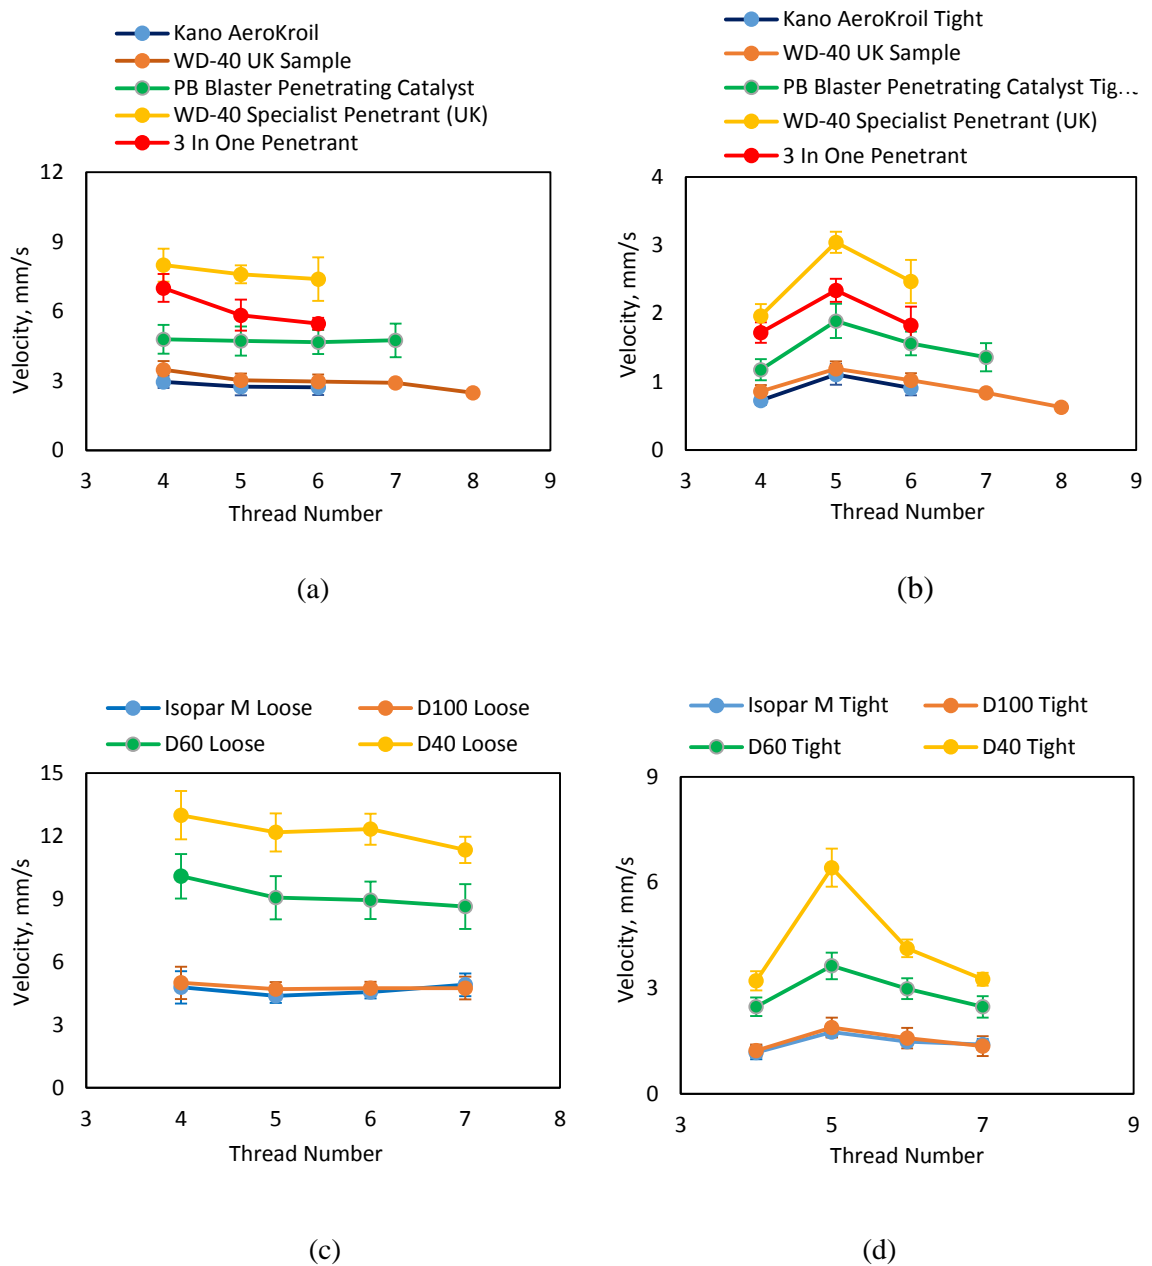 Kano AeroKroil
WD-40 UK Sample
PB Blaster Penetrating Catalyst
WD-40 Specialist Penetrant (UK)
3 In One Penetrant
12
9
6
3
0
Velocity, mm/s
3 4 5 6 7 8 9
Thread Number
(a)
Kano AeroKroil Tight
WD-40 UK Sample
PB Blaster Penetrating Catalyst Tig...
WD-40 Specialist Penetrant (UK)
3 In One Penetrant
4
3
2
1
0
Velocity, mm/s
3 4 5 6 7 8 9
Thread Number
(b)
Isopar M Loose D100 Loose
D60 Loose D40 Loose
15
12
9
6
3
0
Velocity, mm/s
3 4 5 6 7 8
Thread Number
(c)
Isopar M Tight D100 Tight
D60 Tight D40 Tight
9
6
3
0
Velocity, mm/s
3 5 7 9
Thread Number
(d)